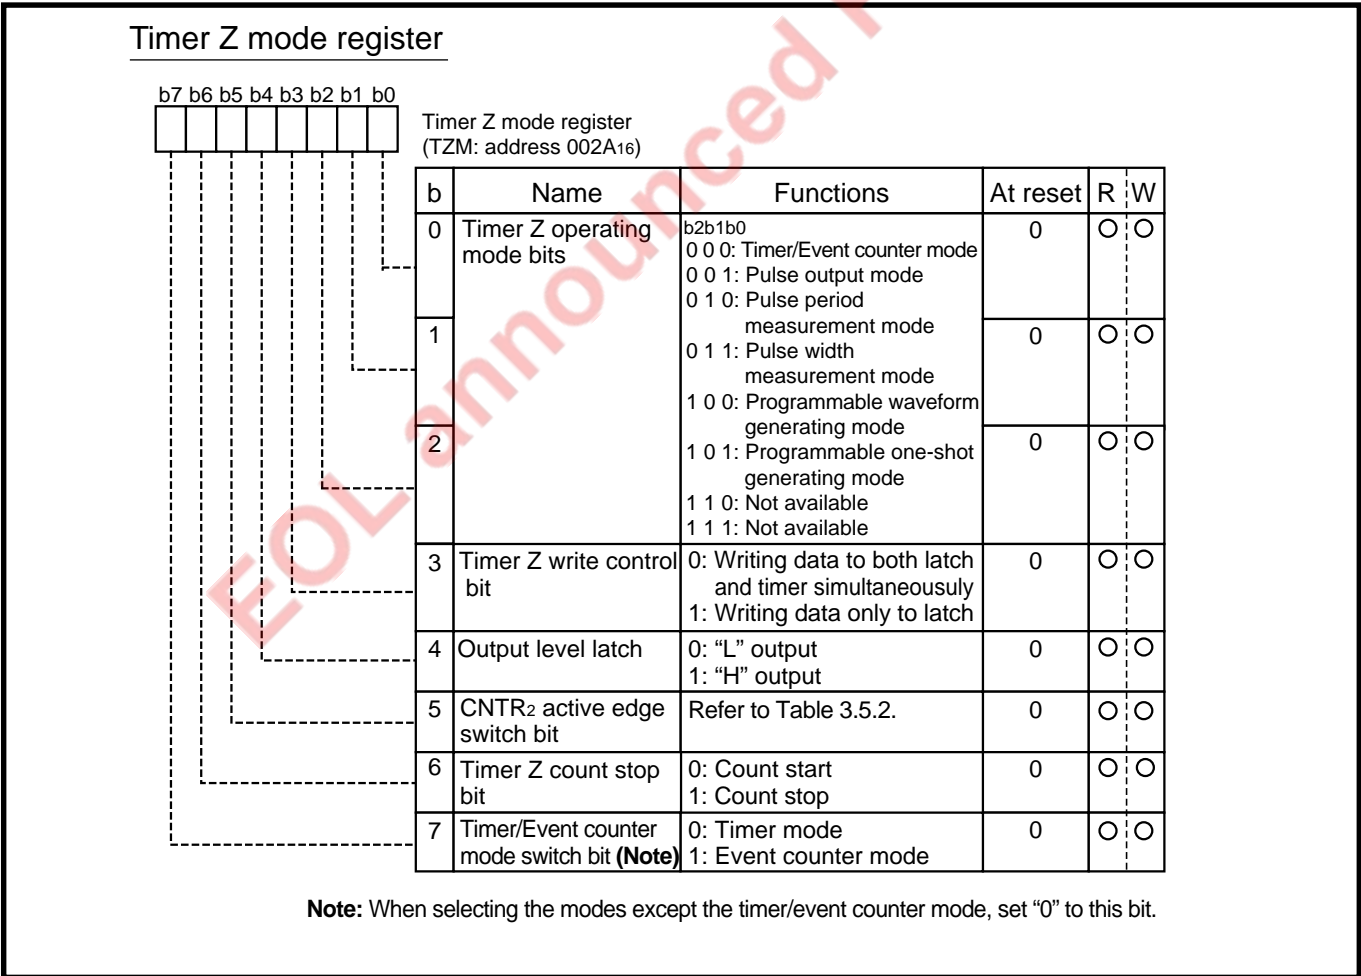 Timer Z mode register
b7 b6 b5 b4 b3 b2 b1 b0
Timer Z mode register
(TZM: address 002A16)
b Name Functions At reset R W
0 Timer Z operating mode bits b2b1b0 0 O O
0 0 0: Timer/Event counter mode
0 0 1: Pulse output mode
0 1 0: Pulse period
measurement mode
1 0 O O
0 1 1: Pulse width
measurement mode
1 0 0: Programmable waveform
generating mode
2 0 O O
1 0 1: Programmable one-shot
generating mode
1 1 0: Not available
1 1 1: Not available
3 Timer Z write control bit 0: Writing data to both latch 0 O O
and timer simultaneousuly
1: Writing data only to latch
4 Output level latch 0: “L” output 0 O O
1: “H” output
5 CNTR2 active edge switch bit Refer to Table 3.5.2. 0 O O
6 Timer Z count stop bit 0: Count start 0 O O
1: Count stop
7 Timer/Event counter mode switch bit (Note) 0: Timer mode 0 O O
1: Event counter mode
Note: When selecting the modes except the timer/event counter mode, set “0” to this bit.
EOL announced